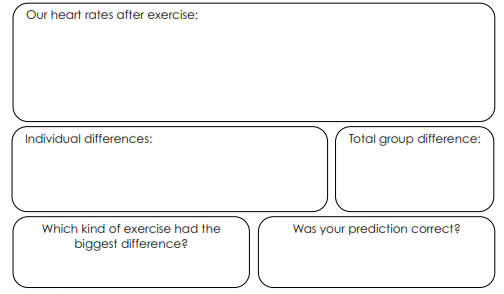 Our heart rates after exercise:
Individual differences:
Total group difference:
Which kind of exercise had the
biggest difference?
Was your prediction correct?